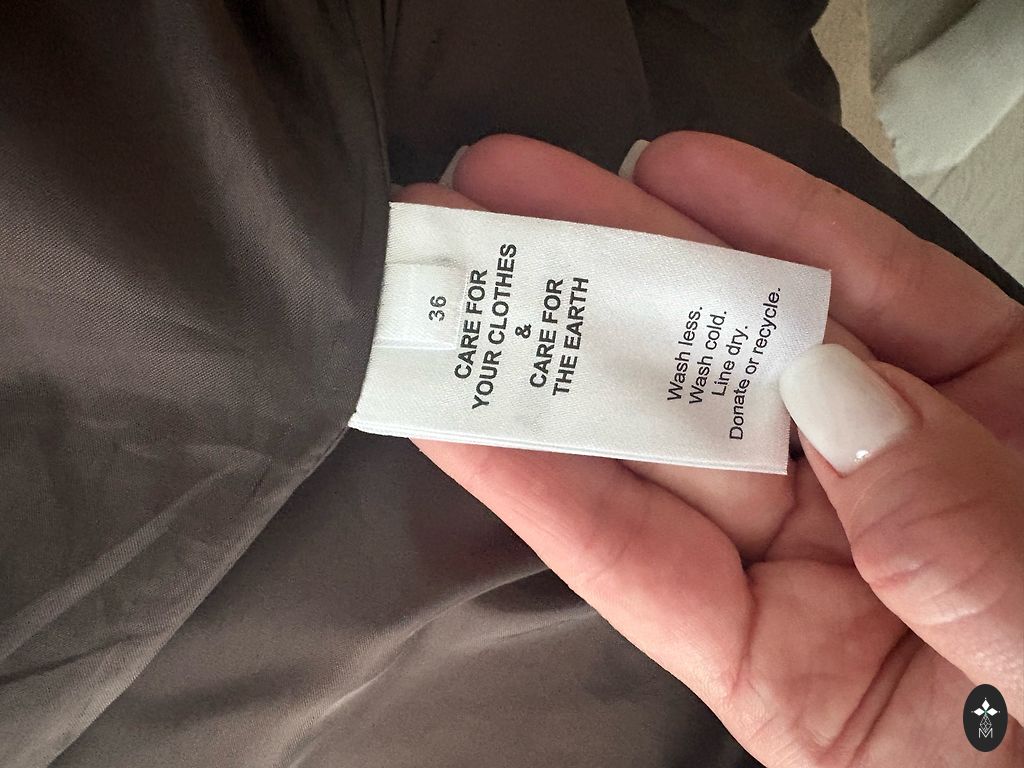 36
CARE FOR
YOUR CLOTHES
&
CARE FOR
THE EARTH
Wash less.
Wash cold.
Line dry.
Donate or recycle.
M